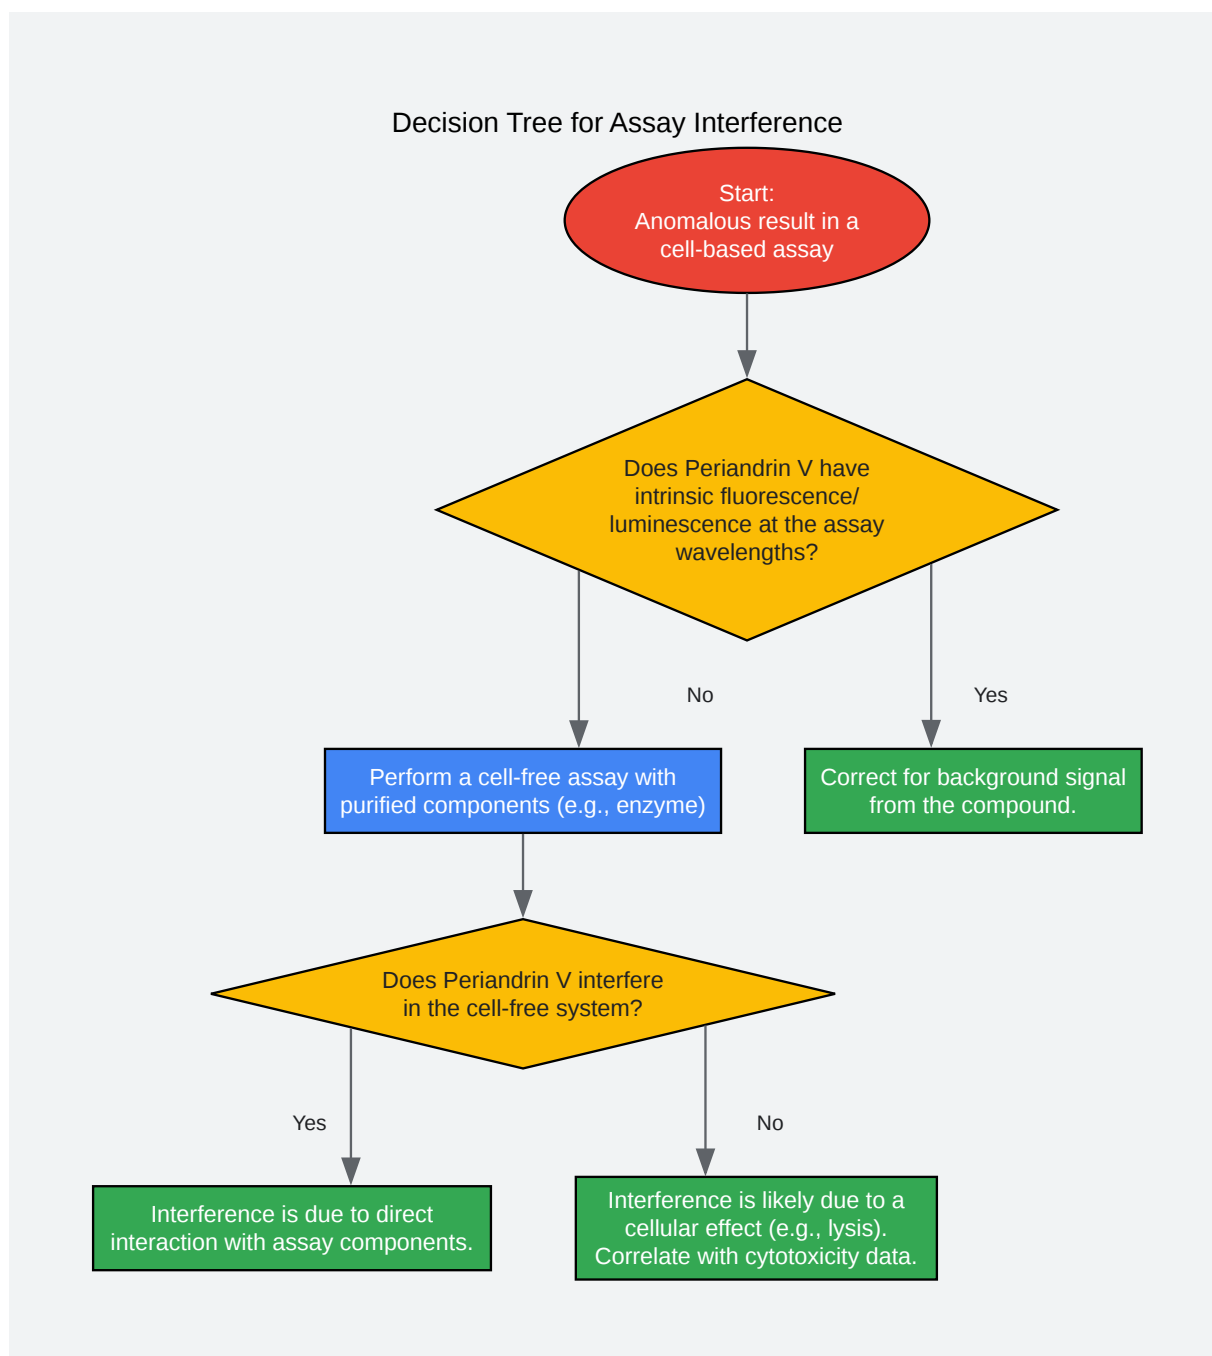 Decision Tree for Assay Interference
Start:
Anomalous result in a
cell-based assay
Does Periandrin V have
intrinsic fluorescence/
luminescence at the assay
wavelengths?
No
Yes
Perform a cell-free assay with
purified components (e.g., enzyme)
Correct for background signal
from the compound.
Does Periandrin V interfere
in the cell-free system?
Yes
No
Interference is due to direct
interaction with assay components.
Interference is likely due to a
cellular effect (e.g., lysis).
Correlate with cytotoxicity data.